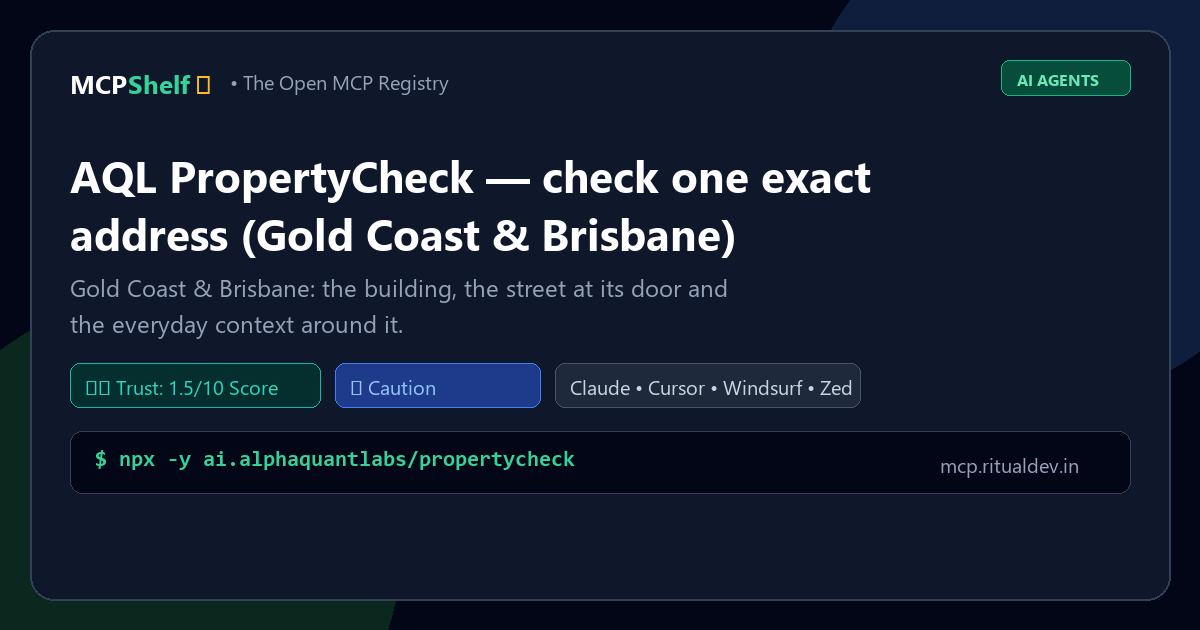 MCPShelf • The Open MCP Registry
AI AGENTS
AQL PropertyCheck — check one exact
address (Gold Coast & Brisbane)
Gold Coast & Brisbane: the building, the street at its door and
the everyday context around it.
Trust: 1.5/10 Score
Caution
Claude • Cursor • Windsurf • Zed
$ npx -y ai.alphaquantlabs/propertycheck
mcp.ritualdev.in